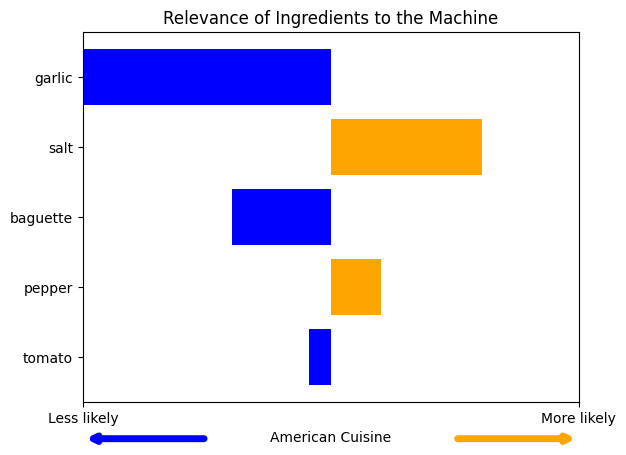 Relevance of Ingredients to the Machine
garlic
salt
baguette
pepper
tomato
Less likely
More likely
American Cuisine